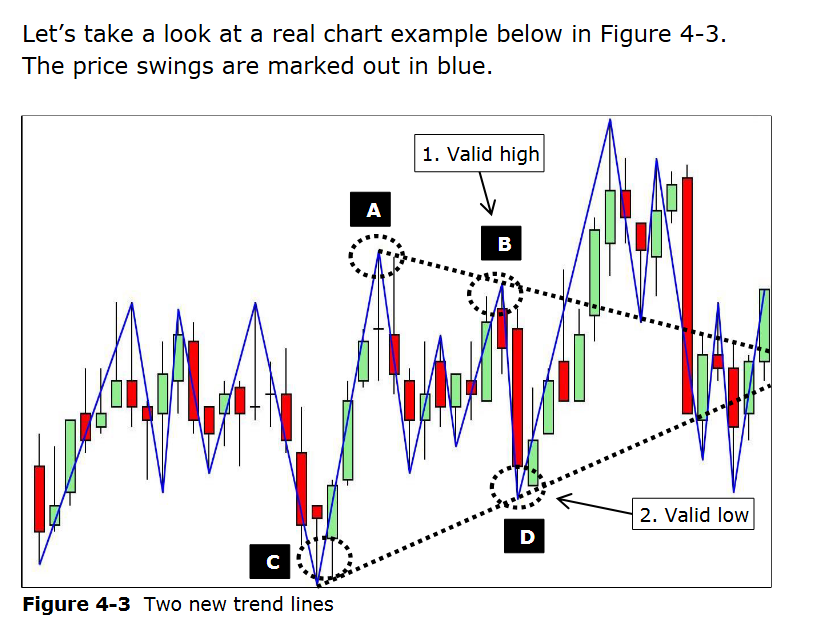 Let’s take a look at a real chart example below in Figure 4-3.
The price swings are marked out in blue.
1. Valid high
A
B
2. Valid low
D
C
Figure 4-3 Two new trend lines